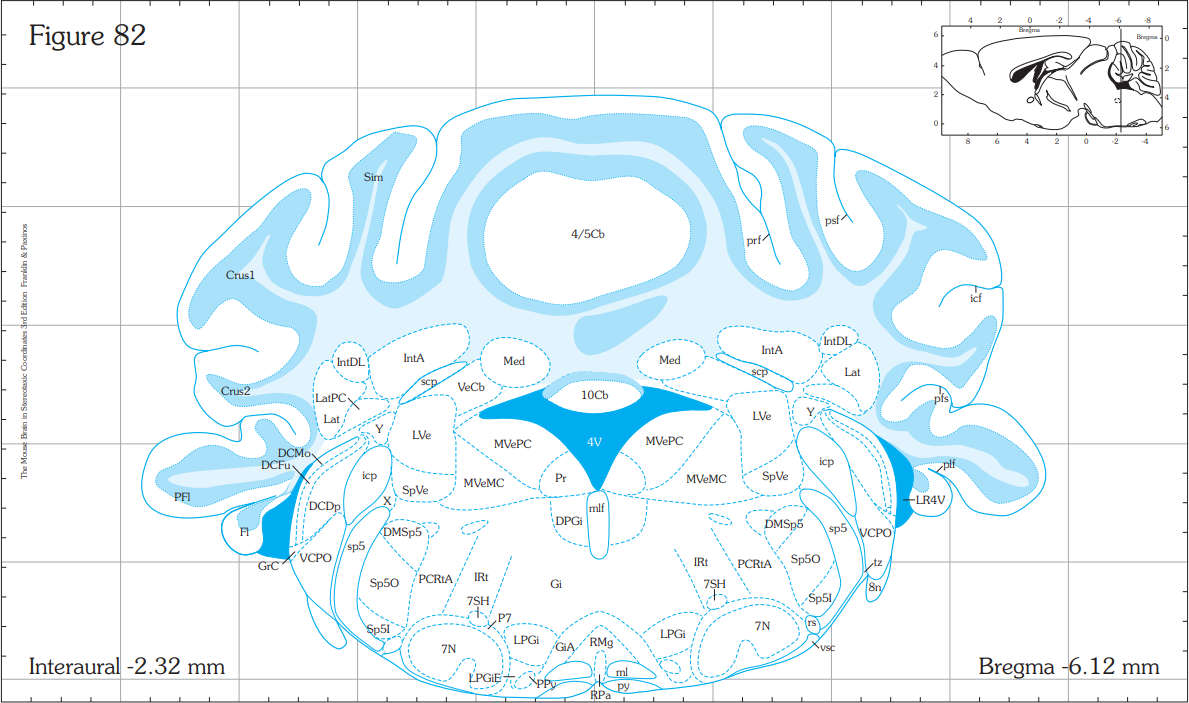 Figure 82
4 2 0 -2 -4 -6 -8
Bregma
Bregma
6
4
2
0
0
2
4
6
8 6 4 2 0 -2 -4
The Mouse Brain in Stereotaxic Coordinates 3rd Edition Franklin & Paxinos
Sim
4/5Cb
psf
prf
Crus1
icf
IntDL
IntA
Med
Med
IntA
IntDL
scp
scp
Lat
Crus2
VeCb
10Cb
LatPC
pfs
Lat
Y
LVe
LVe
Y
MVePC
4V
MVePC
DCMo
DCFu
icp
icp
plf
Pr
SpVe
MVeMC
MVeMC
SpVe
PFl
X
LR4V
DCDp
mlf
DPGi
DMSp5
DMSp5
sp5
Fl
sp5
VCPO
VCPO
GrC
Sp5O
PCRtA
IRt
Gi
IRt
PCRtA
Sp5O
tz
7SH
7SH
8n
Sp5I
P7
Sp5I
rs
7N
LPGi
GiA
RMg
LPGi
7N
vsc
LPGiE
PPy
ml
py
RPa
Interaural -2.32 mm
Bregma -6.12 mm